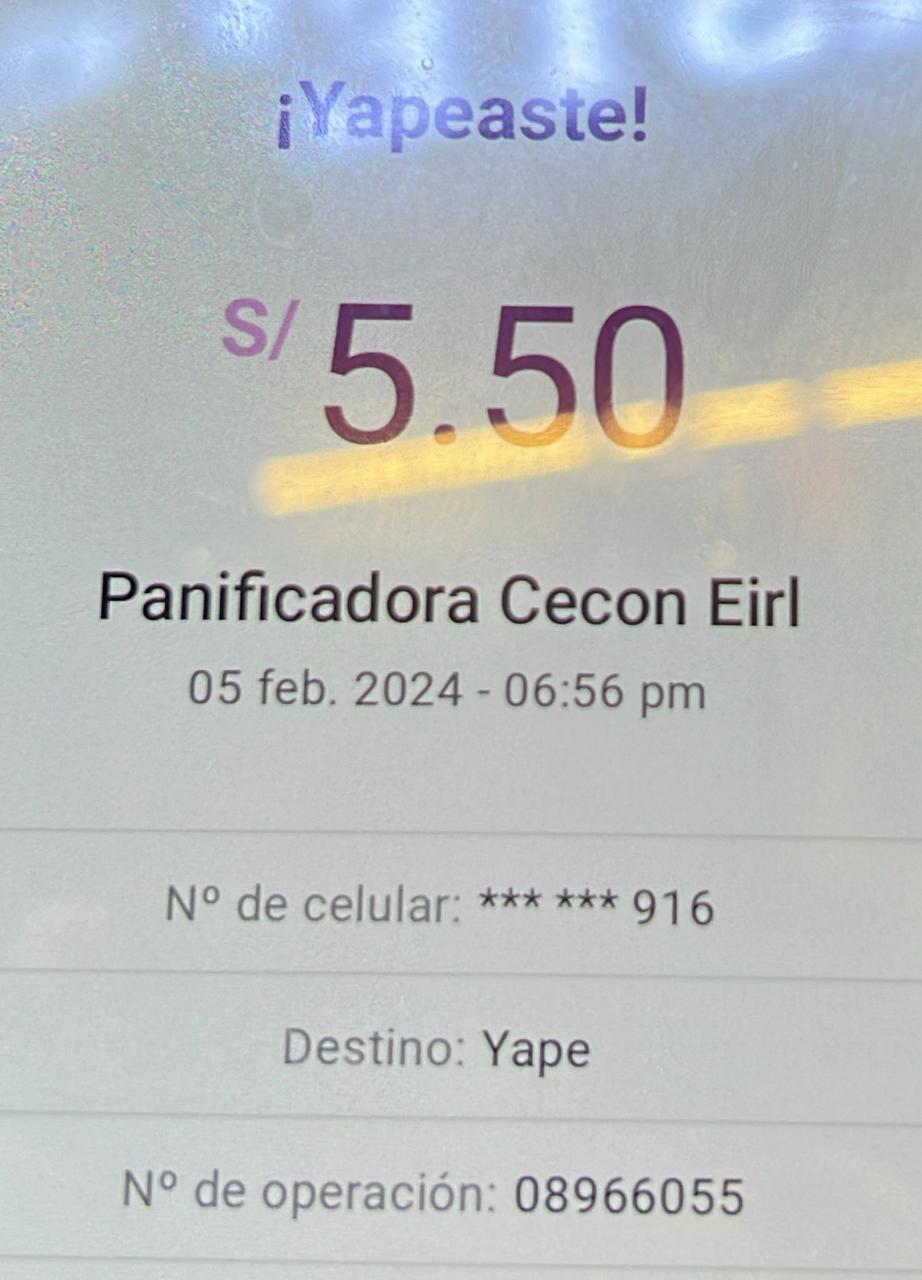 ¡Yapeaste!
S/ 5.50
Panificadora Cecon Eirl
05 feb. 2024 - 06:56 pm
Nº de celular: *** *** 916
Destino: Yape
Nº de operación: 08966055